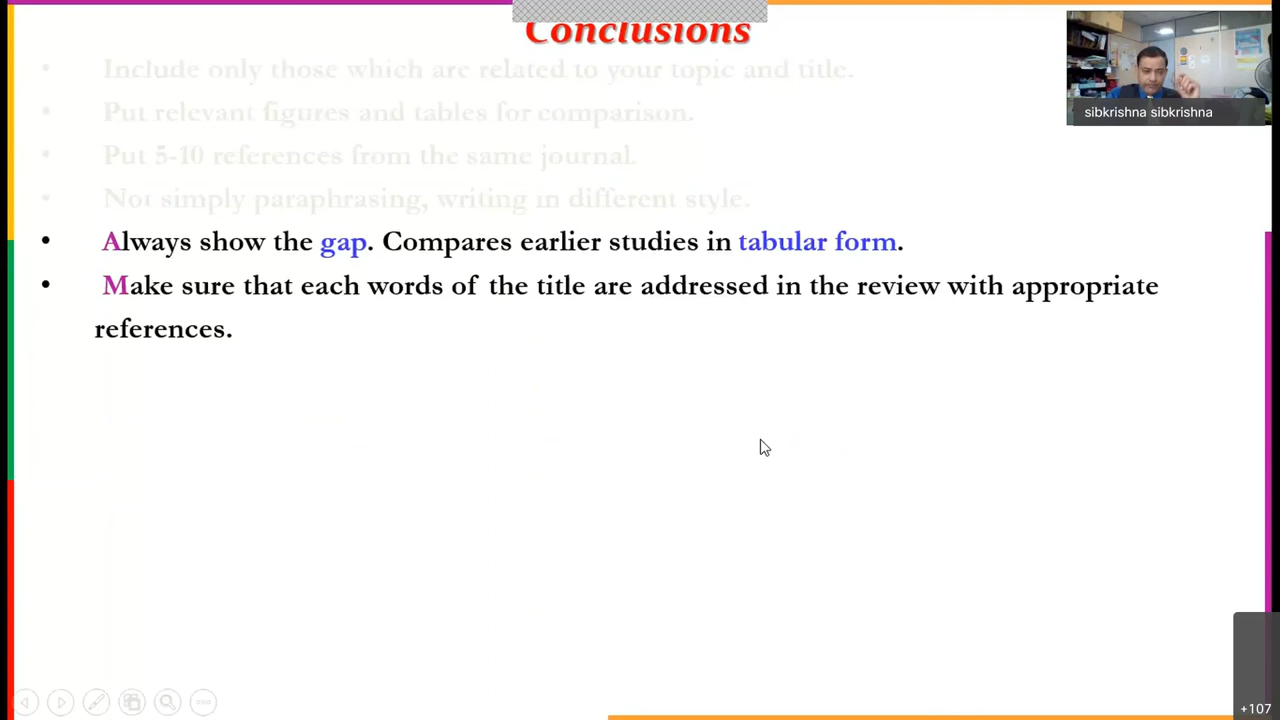 Conclusions
• Include only those which are related to your topic and title.
• Put relevant figures and tables for comparison.
• Put 5-10 references from the same journal.
• Not simply paraphrasing, writing in different style.
• Always show the gap. Compares earlier studies in tabular form.
• Make sure that each words of the title are addressed in the review with appropriate
references.
sibkrishna sibkrishna
+107